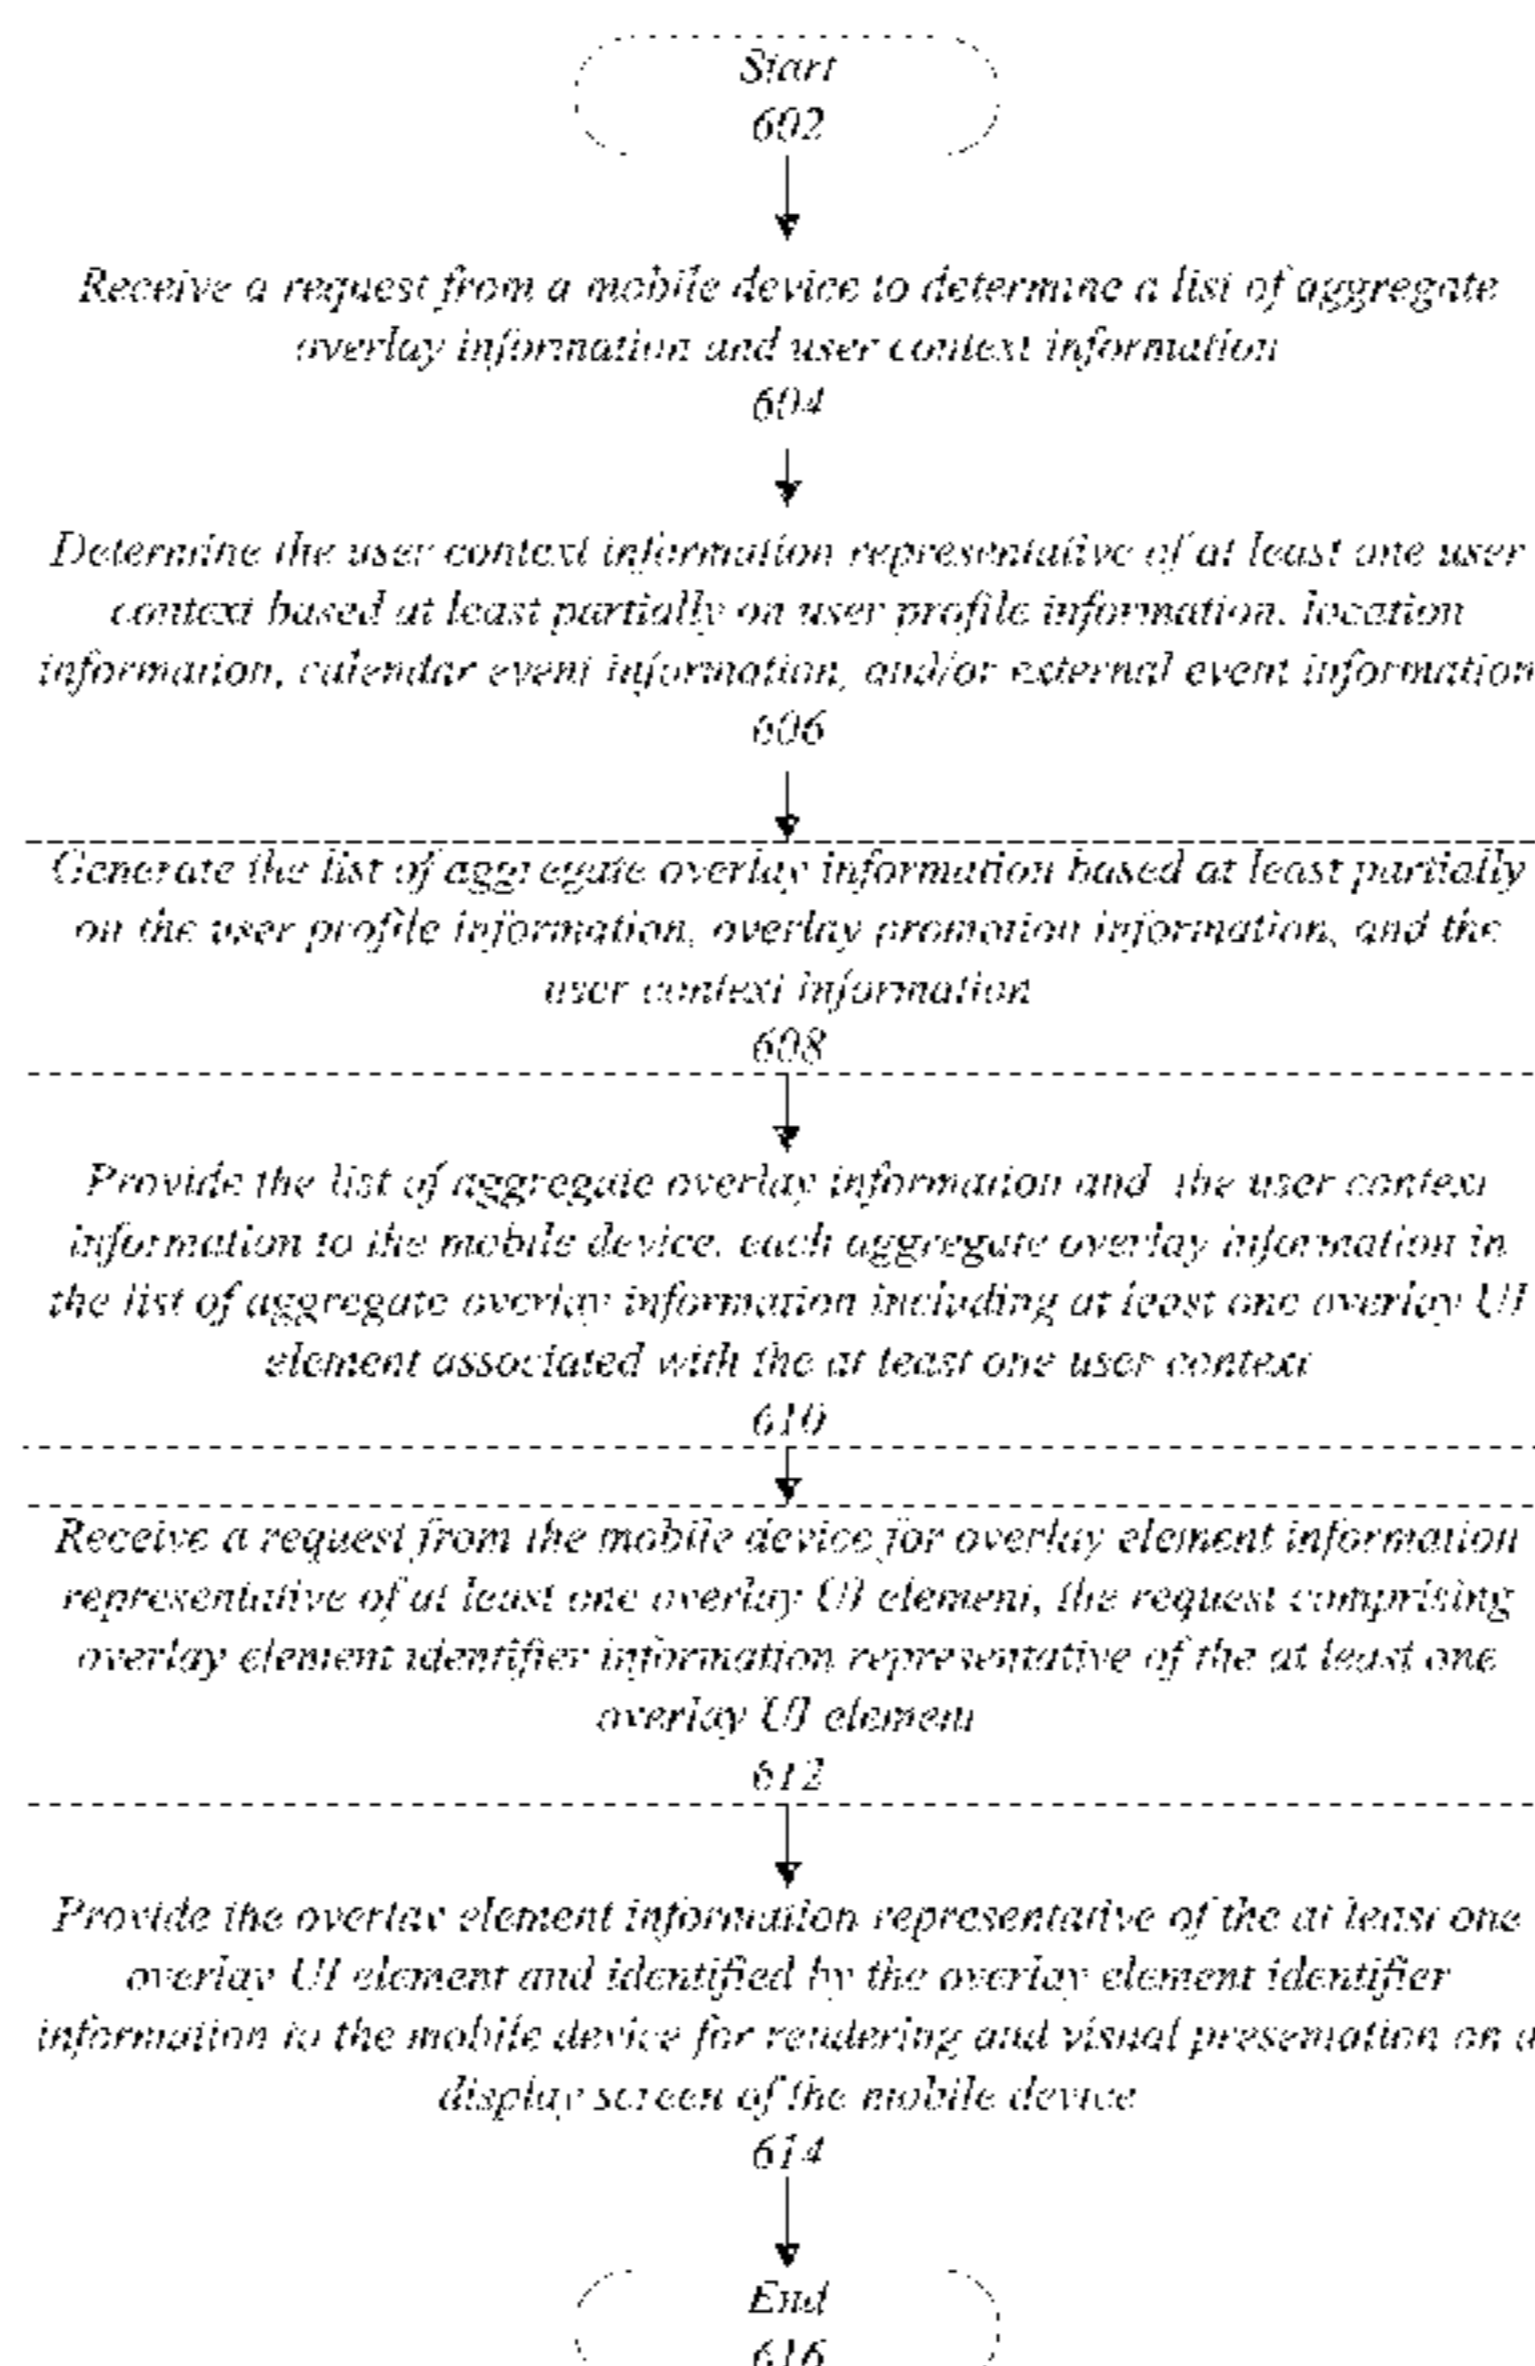 Start
602
Receive a request from a mobile device to determine a list of aggregate
overlay information and user context information
604
Determine the user context information representative of at least one user
context based at least partially on user profile information, location
information, calendar event information, and/or external event information
606
Generate the list of aggregate overlay information based at least partially
on the user profile information, overlay promotion information, and the
user context information
608
Provide the list of aggregate overlay information and the user context
information to the mobile device, each aggregate overlay information in
the list of aggregate overlay information including at least one overlay UI
element associated with the at least one user context
610
Receive a request from the mobile device for overlay element information
representative of at least one overlay UI element, the request comprising
overlay element identifier information representative of the at least one
overlay UI element
612
Provide the overlay element information representative of the at least one
overlay UI element and identified by the overlay element identifier
information to the mobile device for rendering and visual presentation on a
display screen of the mobile device
614
End
616